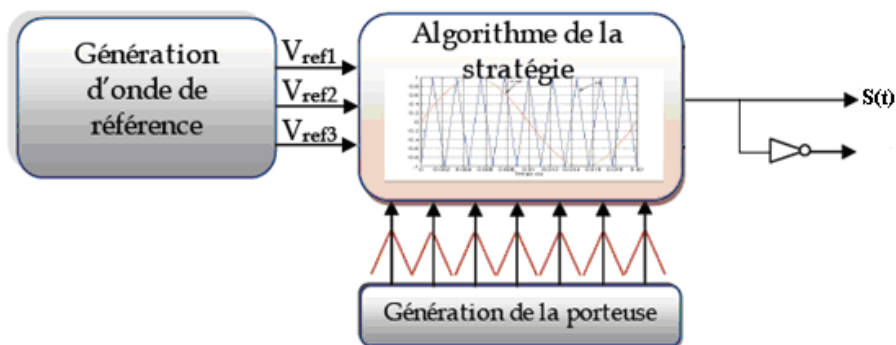 Génération
d'onde de
référence
Vref1
Vref2
Vref3
Algorithme de la
stratégie
S(t)
Génération de la porteuse